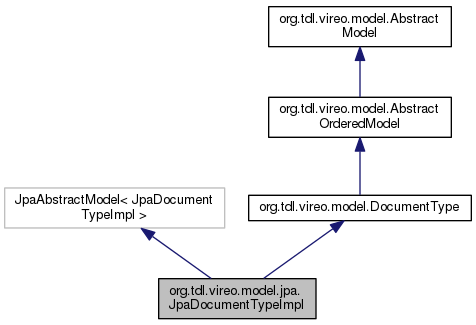 org.tdl.vireo.model.Abstract
Model
org.tdl.vireo.model.Abstract
OrderedModel
JpaAbstractModel< JpaDocument
TypeImpl >
org.tdl.vireo.model.DocumentType
org.tdl.vireo.model.jpa.
JpaDocumentTypeImpl